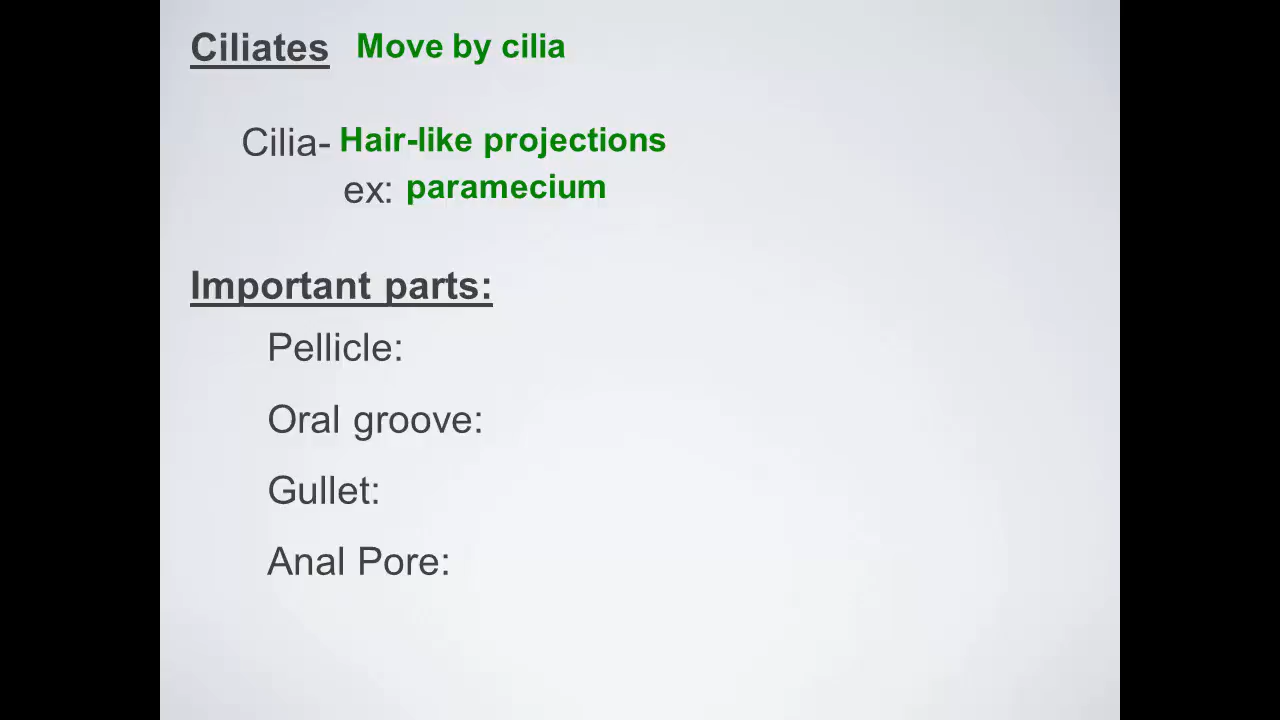 Ciliates Move by cilia
Cilia- Hair-like projections
ex: paramecium
Important parts:
Pellicle:
Oral groove:
Gullet:
Anal Pore: